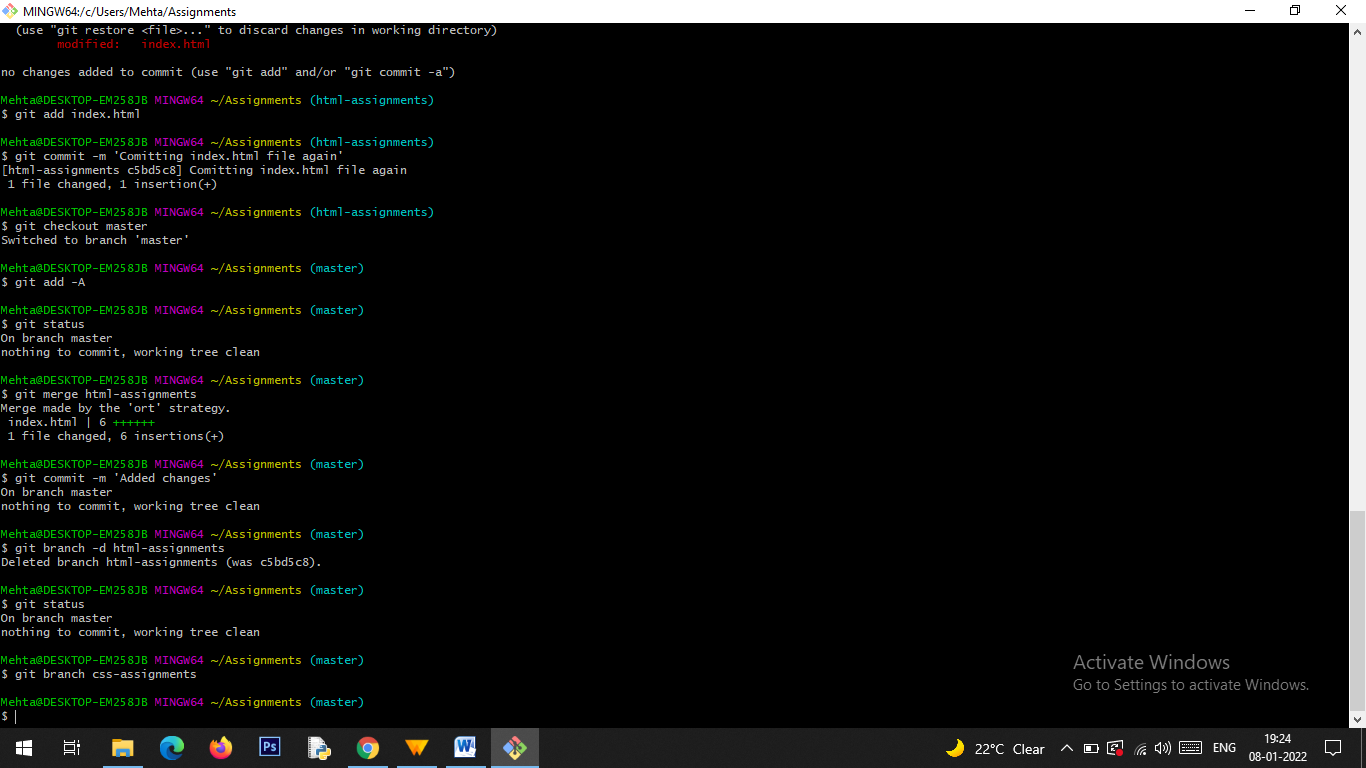 MINGW64:/c/Users/Mehta/Assignments
(use "git restore <file>..." to discard changes in working directory)
modified: index.html
no changes added to commit (use "git add" and/or "git commit -a")
Mehta@DESKTOP-EM258JB MINGW64 ~/Assignments (html-assignments)
$ git add index.html
Mehta@DESKTOP-EM258JB MINGW64 ~/Assignments (html-assignments)
$ git commit -m 'Comitting index.html file again'
[html-assignments c5bd5c8] Comitting index.html file again
1 file changed, 1 insertion(+)
Mehta@DESKTOP-EM258JB MINGW64 ~/Assignments (html-assignments)
$ git checkout master
Switched to branch 'master'
Mehta@DESKTOP-EM258JB MINGW64 ~/Assignments (master)
$ git add -A
Mehta@DESKTOP-EM258JB MINGW64 ~/Assignments (master)
$ git status
On branch master
nothing to commit, working tree clean
Mehta@DESKTOP-EM258JB MINGW64 ~/Assignments (master)
$ git merge html-assignments
Merge made by the 'ort' strategy.
index.html | 6 ++++++
1 file changed, 6 insertions(+)
Mehta@DESKTOP-EM258JB MINGW64 ~/Assignments (master)
$ git commit -m 'Added changes'
On branch master
nothing to commit, working tree clean
Mehta@DESKTOP-EM258JB MINGW64 ~/Assignments (master)
$ git branch -d html-assignments
Deleted branch html-assignments (was c5bd5c8).
Mehta@DESKTOP-EM258JB MINGW64 ~/Assignments (master)
$ git status
On branch master
nothing to commit, working tree clean
Mehta@DESKTOP-EM258JB MINGW64 ~/Assignments (master)
$ git branch css-assignments
Mehta@DESKTOP-EM258JB MINGW64 ~/Assignments (master)
$
Activate Windows
Go to Settings to activate Windows.
Ps
W
22°C Clear
ENG
19:24
08-01-2022